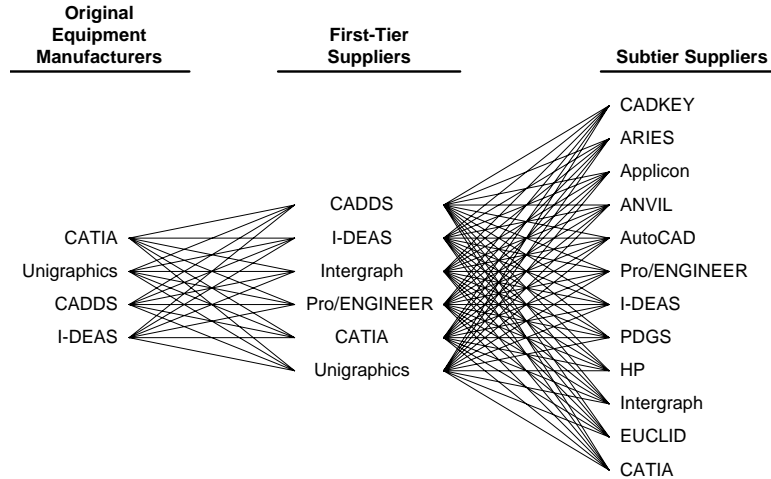 Original
Equipment
Manufacturers
First-Tier
Suppliers
Subtier Suppliers
CATIA
Unigraphics
CADDS
I-DEAS
CADDS
I-DEAS
Intergraph
Pro/ENGINEER
CATIA
Unigraphics
CADKEY
ARIES
Applicon
ANVIL
AutoCAD
Pro/ENGINEER
I-DEAS
PDGS
HP
Intergraph
EUCLID
CATIA